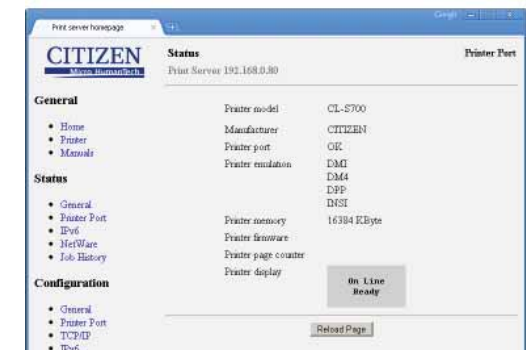 Google
Print server homepage
CITIZEN
Micro HumanTech
Status
Printer Port
Print Server 192.168.0.80
General
Home
Printer
Manuals
Status
General
Printer Port
IPv6
NetWare
Job History
Configuration
General
Printer Port
TCP/IP
IPv6
Printer model CL-S700
Manufacturer CITIZEN
Printer port OK
Printer emulation DMI
DM4
DPP
INSI
Printer memory 16384 KByte
Printer firmware
Printer page counter
Printer display
On Line
Ready
Reload Page